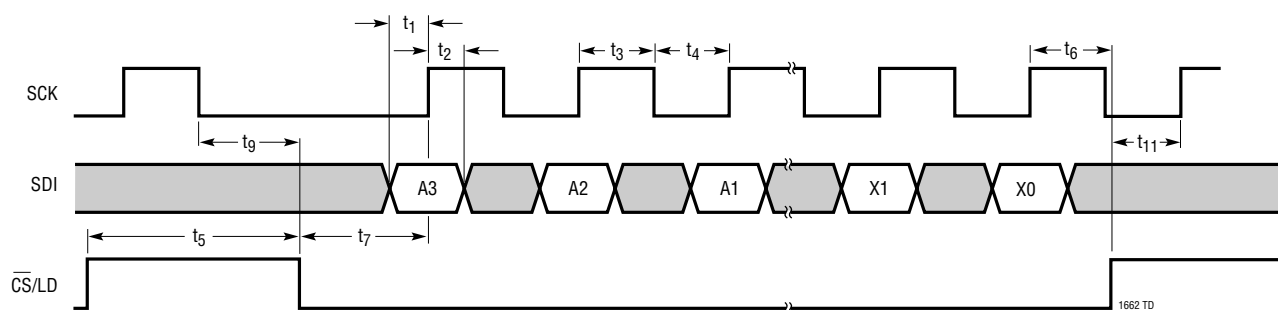 t1
t2
t3
t4
t6
SCK
t9
t11
SDI
A3
A2
A1
X1
X0
t5
t7
CS/LD
1662 TD